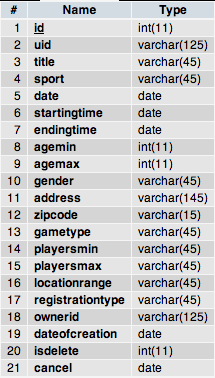 # Name Type
1 id int(11)
2 uid varchar(125)
3 title varchar(45)
4 sport varchar(45)
5 date date
6 startingtime date
7 endingtime date
8 agemin int(11)
9 agemax int(11)
10 gender varchar(45)
11 address varchar(145)
12 zipcode varchar(15)
13 gametype varchar(45)
14 playersmin varchar(45)
15 playersmax varchar(45)
16 locationrange varchar(45)
17 registrationtype varchar(45)
18 ownerid varchar(125)
19 dateofcreation date
20 isdelete int(11)
21 cancel date